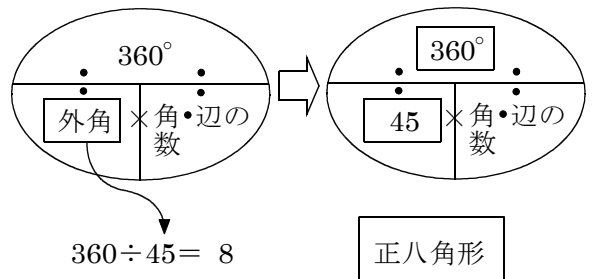 360°
外角 × 角•辺の数
360÷45= 8
360°
45 × 角•辺の数
正八角形